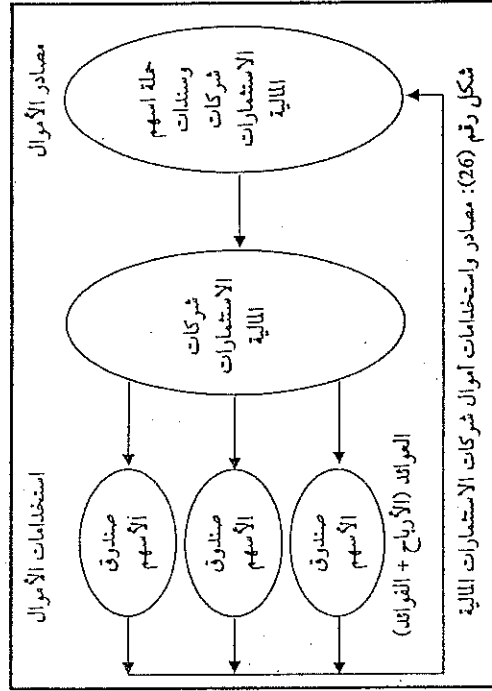 مصادر الأموال
استخدامات الأموال
حملة اسهم
وسندات
شركات
الاستثمارات
المالية
شركات
الاستثمارات
المالية
صندوق
الأسهم
صندوق
الأسهم
صندوق
الأسهم
العوائد (الأرباح + الفوائد)
شكل رقم (26): مصادر واستخدامات أموال شركات الاستثمارات المالية